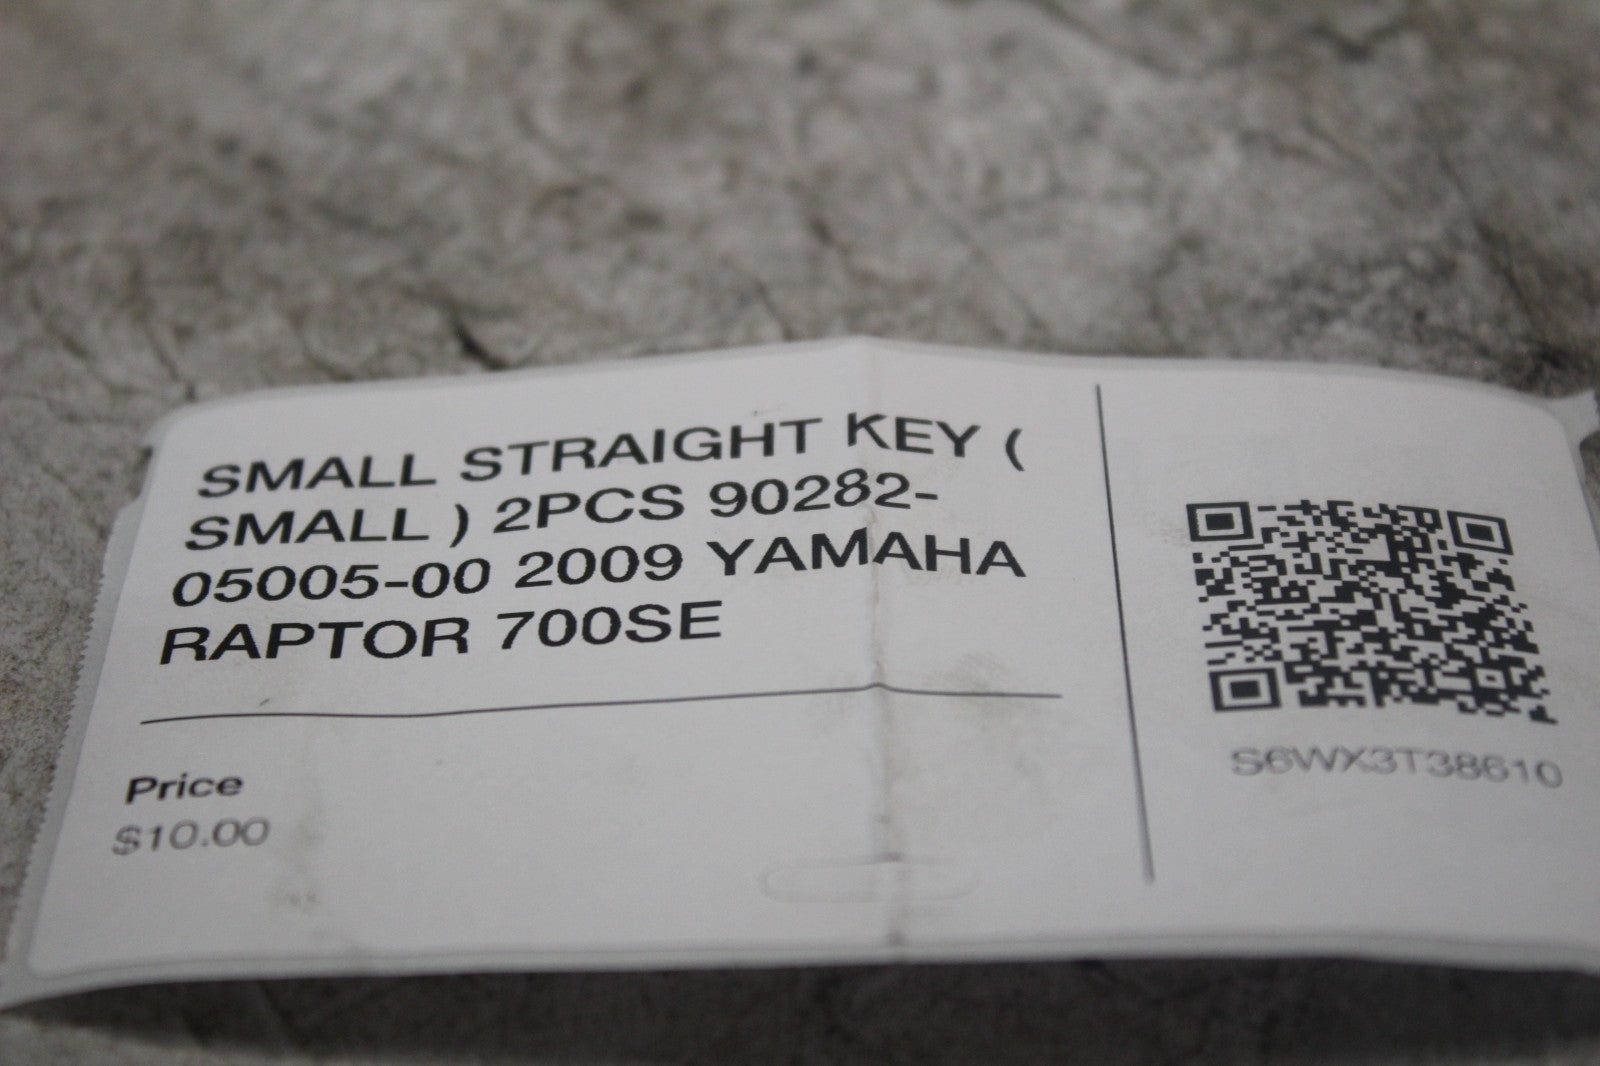 SMALL STRAIGHT KEY (
SMALL ) 2PCS 90282-
05005-00 2009 YAMAHA
RAPTOR 700SE
Price
$10.00
S6WX3T38610